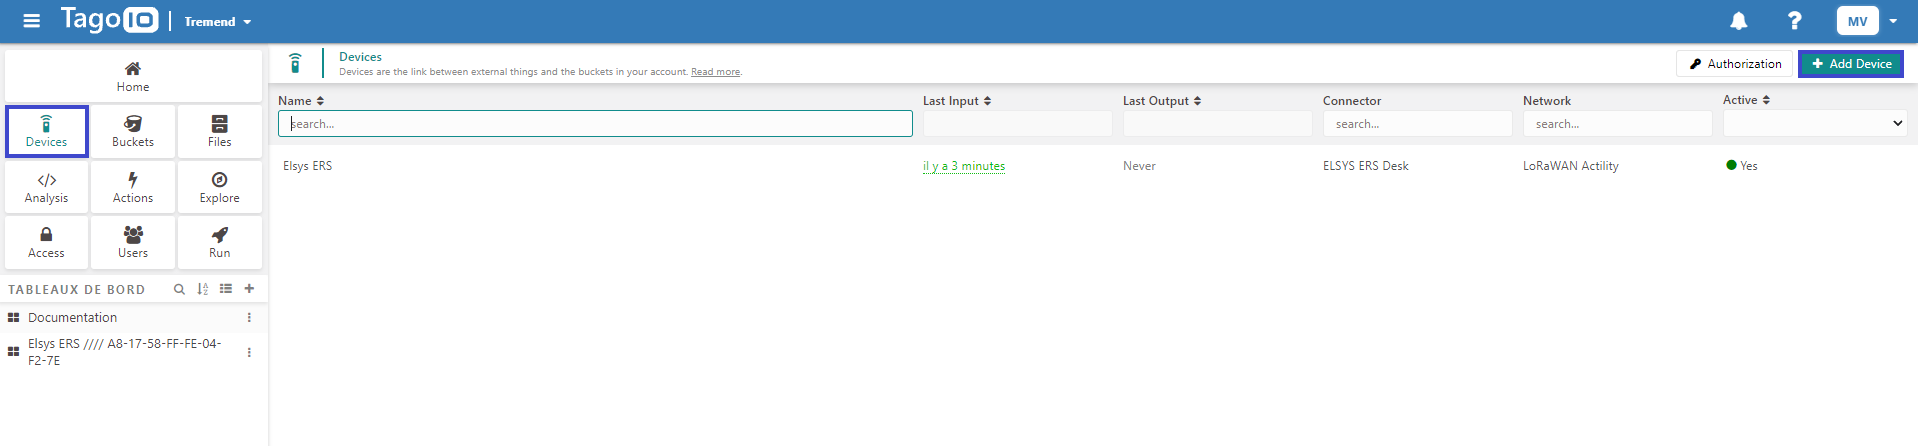 TagoIO
Tremend
MV
Home
Devices
Buckets
Files
Analysis
Actions
Explore
Access
Users
Run
TABLEAUX DE BORD
Documentation
Elsys ERS //// A8-17-58-FF-FE-04-
F2-7E
Devices
Devices are the link between external things and the buckets in your account. Read more.
Authorization
Add Device
Name Last Input Last Output Connector Network Active
search... search... search...
Elsys ERS il y a 3 minutes Never ELSYS ERS Desk LoRaWAN Actility Yes